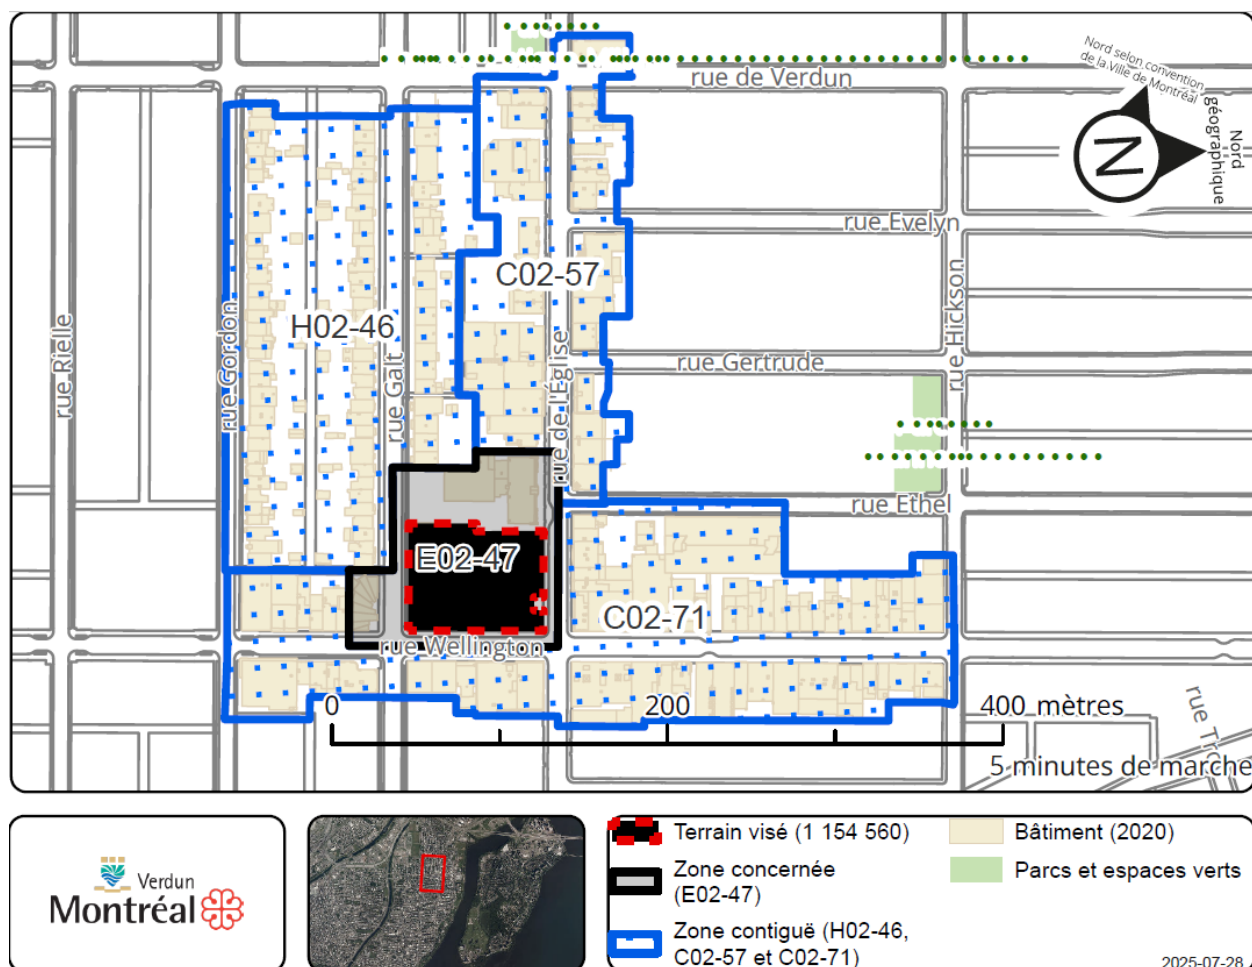 Nord selon convention
de la Ville de Montréal
Nord
géographique
N
rue de Verdun
rue Evelyn
C02-57
H02-46
rue Rielle
rue Gordon
rue Galt
rue de l'Église
rue Hickson
rue Gertrude
rue Ethel
E02-47
C02-71
rue Wellington
0
200
400 mètres
rue Tro
5 minutes de marche
Verdun
Montréal
Terrain visé (1 154 560)
Zone concernée
(E02-47)
Zone contiguë (H02-46,
C02-57 et C02-71)
Bâtiment (2020)
Parcs et espaces verts
2025-07-28